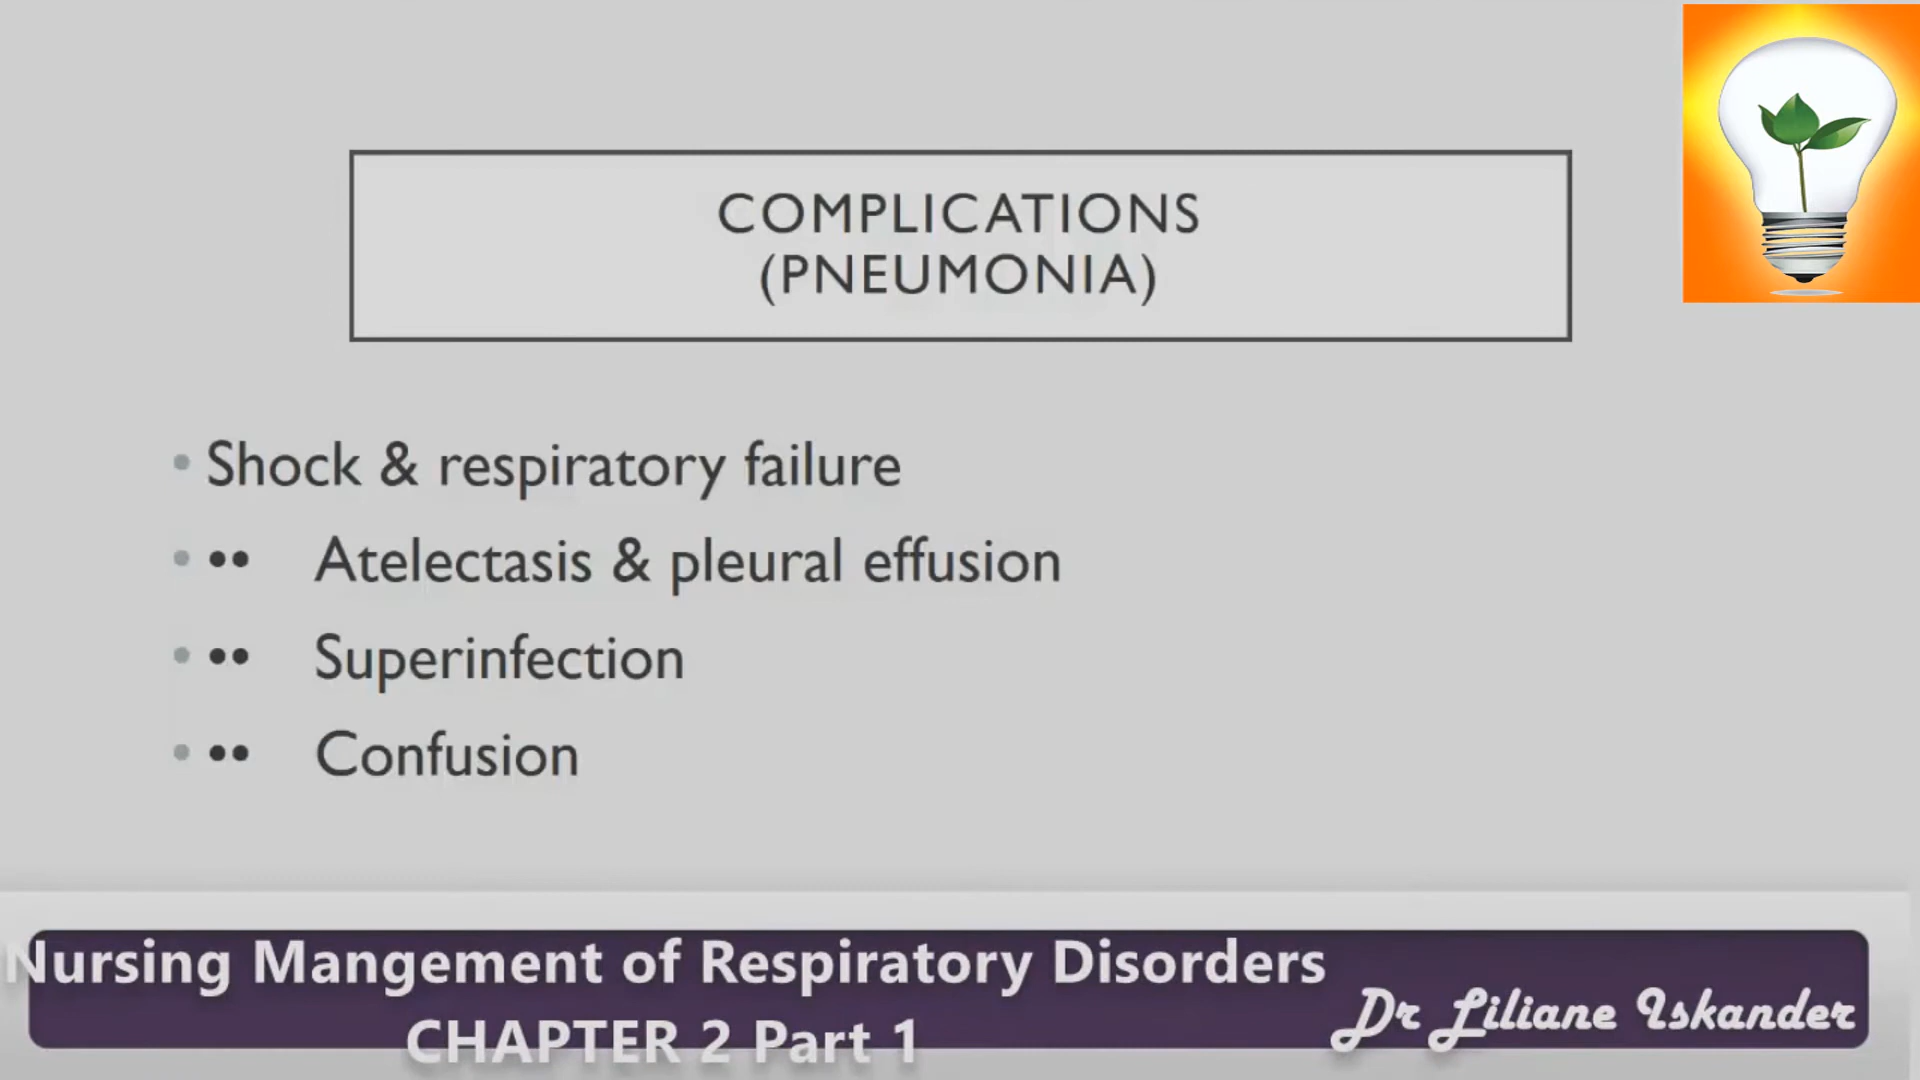 COMPLICATIONS
(PNEUMONIA)
• Shock & respiratory failure
• •• Atelectasis & pleural effusion
• •• Superinfection
• •• Confusion
Nursing Mangement of Respiratory Disorders
CHAPTER 2 Part 1
Dr Liliane Iskander